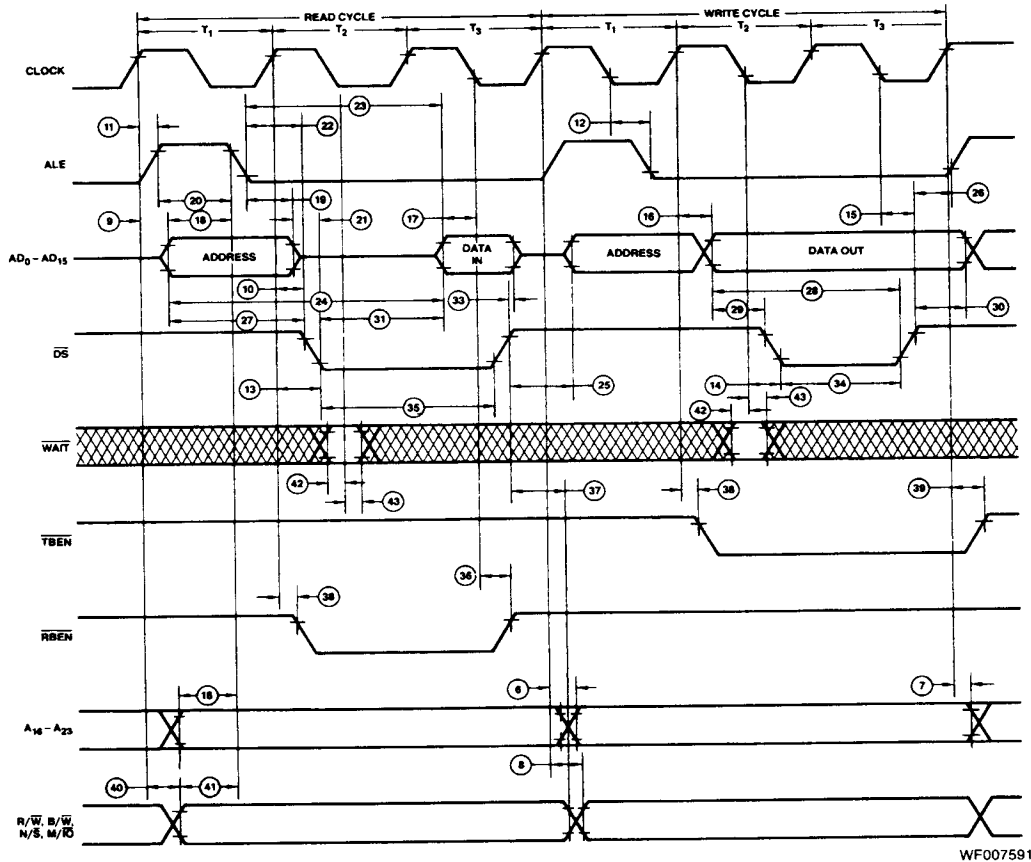 READ CYCLE WRITE CYCLE
T1 T2 T3 T1 T2 T3
CLOCK
23
11 22 12
ALE
20 19 26
9 18 21 17 16 15
AD0 – AD15 ADDRESS DATA IN ADDRESS DATA OUT
10 24 33 28
27 31 29 30
DS
13 25 14 34
35 42 43
WAIT
42 43 37 38 39
TBEN
36
38
RBEN
18 6 7
A16 – A23
8
40 41
R/W, B/W,
N/S, M/IO
WF007591